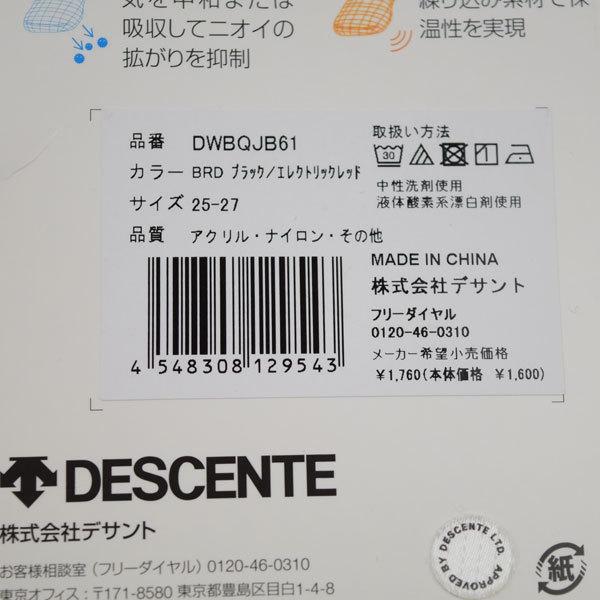 気を中和または
吸収してニオイの
拡がりを抑制
繰り込み素材で保
温性を実現
品番 DWBQJB61
カラー BRD ブラック/エレクトリックレッド
サイズ 25-27
品質 アクリル・ナイロン・その他
4 548308 129543
取扱い方法
30
中性洗剤使用
液体酸素系漂白剤使用
MADE IN CHINA
株式会社デサント
フリーダイヤル
0120-46-0310
メーカー希望小売価格
¥1,760(本体価格 ¥1,600)
DESCENTE
株式会社デサント
お客様相談室(フリーダイヤル)0120-46-0310
東京オフィス:〒171-8580 東京都豊島区目白1-4-8
APPROVED BY DESCENTE LTD.
紙